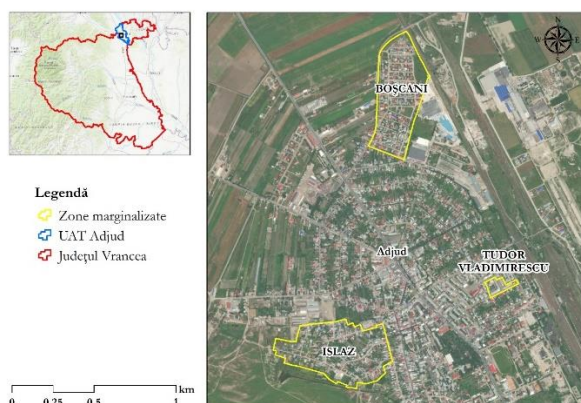 Legendă
Zone marginalizate
UAT Adjud
Județul Vrancea
km
0 0.25 0.5 1
N
W E
S
BOȘCANI
Adjud
TUDOR
VLADIMIRESCU
ISLAZ